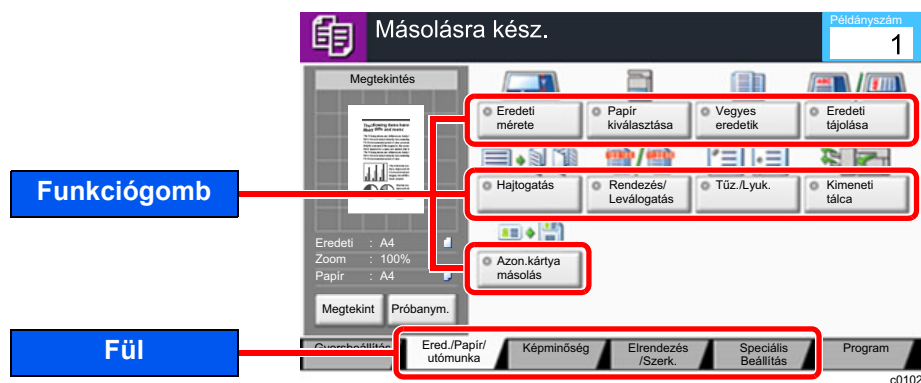 Másolásra kész.
Példányszám
1
Megtekintés
Eredeti
mérete
Papír
kiválasztása
Vegyes
eredetik
Eredeti
tájolása
Funkciógomb
Hajtogatás
Rendezés/
Leválogatás
Tűz./Lyuk.
Kimeneti
tálca
Eredeti : A4
Zoom : 100%
Papír : A4
Azon.kártya
másolás
Megtekint
Próbanym.
Fül
Gyorsbeállítás
Ered./Papír/
utómunka
Képminőség
Elrendezés
/Szerk.
Speciális
Beállítás
Program
c0102